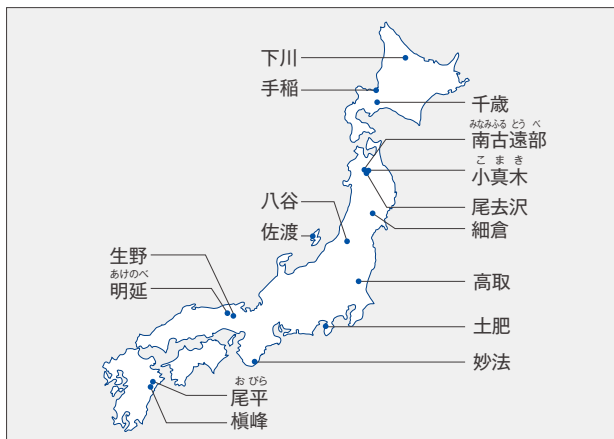 下川
手稲
千歳
みなみふるとうべ
南古遠部
こまき
小真木
尾去沢
細倉
八谷
佐渡
生野
あけのべ
明延
高取
土肥
妙法
おびら
尾平
槇峰